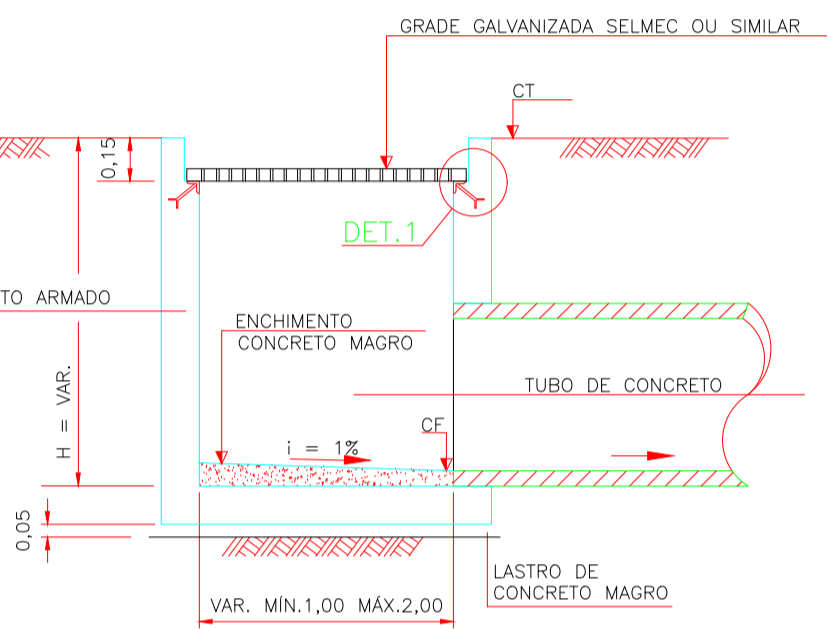 GRADE GALVANIZADA SELMEC OU SIMILAR
CT
0,15
DET.1
TO ARMADO
ENCHIMENTO
CONCRETO MAGRO
TUBO DE CONCRETO
H = VAR.
CF
i = 1%
0,05
LASTRO DE
CONCRETO MAGRO
VAR. MÍN.1,00 MÁX.2,00